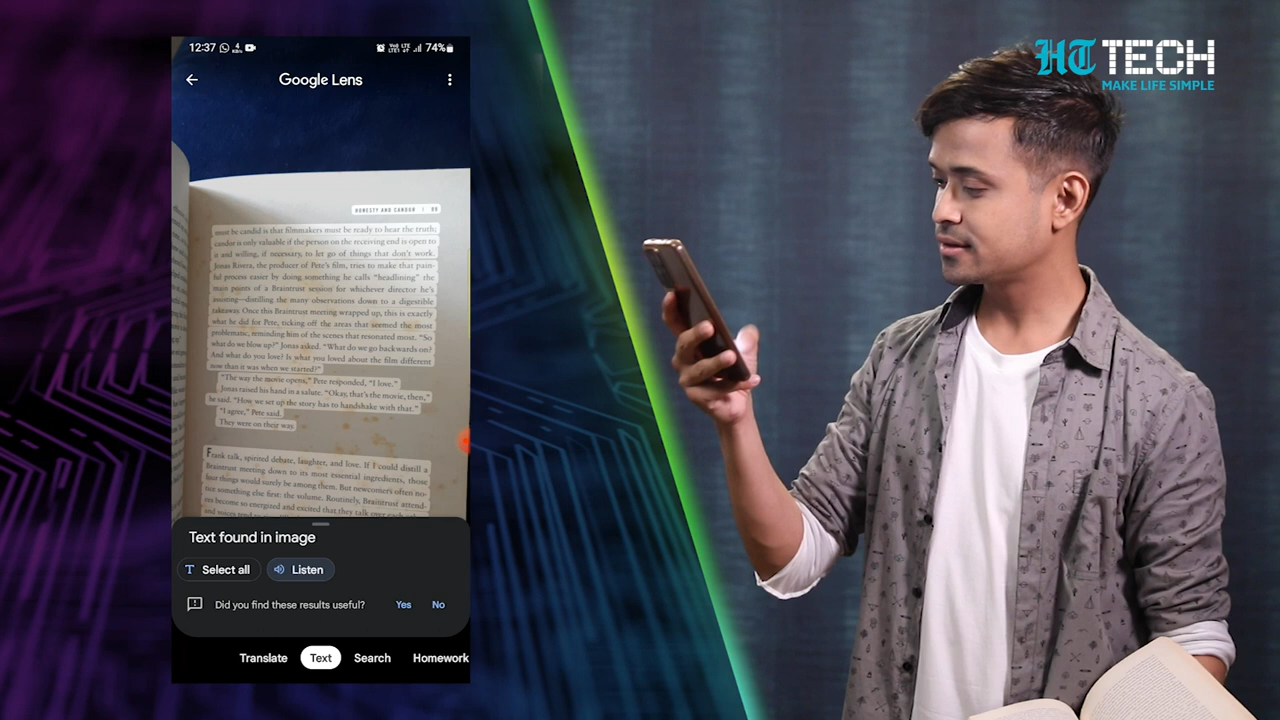 12:37 4 KB/s Vo9 LTE LTE1 74%
Google Lens
HT TECH
MAKE LIFE SIMPLE
HONESTY AND CANDOR | 99
must be candid is that filmmakers must be ready to hear the truth;
candor is only valuable if the person on the receiving end is open to
it and willing, if necessary, to let go of things that don't work.
Jonas Rivera, the producer of Pete's film, tries to make that pain-
ful process easier by doing something he calls "headlining" the
main points of a Braintrust session for whichever director he's
assisting—distilling the many observations down to a digestible
takeaway. Once this Braintrust meeting wrapped up, this is exactly
what he did for Pete, ticking off the areas that seemed the most
problematic, reminding him of the scenes that resonated most. "So
what do we blow up?" Jonas asked. "What do we go backwards on?
And what do you love? Is what you loved about the film different
now than it was when we started?"
"The way the movie opens," Pete responded, "I love."
Jonas raised his hand in a salute. "Okay, that's the movie, then,"
he said. "How we set up the story has to handshake with that."
"I agree," Pete said.
They were on their way.
Frank talk, spirited debate, laughter, and love. If I could distill a
Braintrust meeting down to its most essential ingredients, those
four things would surely be among them. But newcomers often no-
tice something else first: the volume. Routinely, Braintrust attend-
ees become so energized and excited that they talk over each
and voices tend to
Text found in image
Select all
Listen
Did you find these results useful? Yes No
Translate Text Search Homework